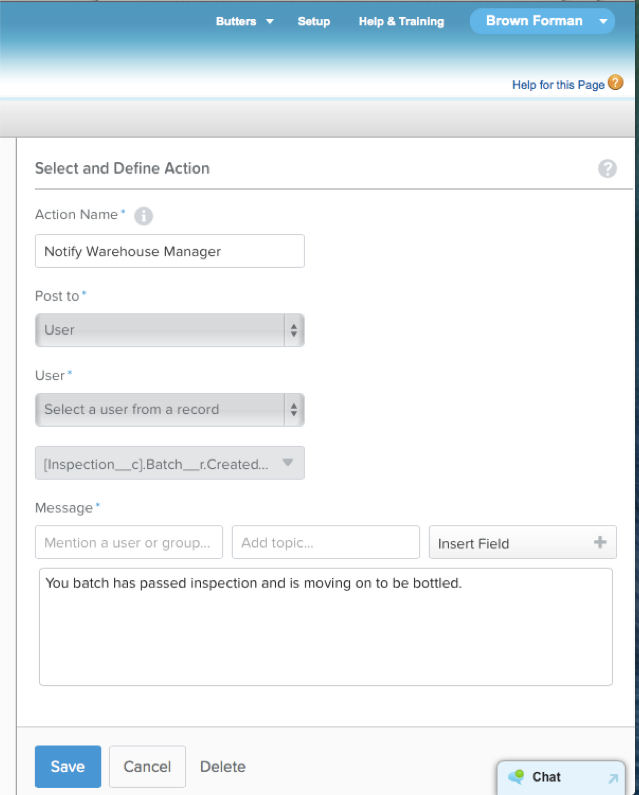 Butters Setup Help & Training Brown Forman
Help for this Page ?
Select and Define Action ?
Action Name* i
Notify Warehouse Manager
Post to*
User
User*
Select a user from a record
[Inspection__c].Batch__r.Created...
Message*
Mention a user or group... Add topic... Insert Field +
You batch has passed inspection and is moving on to be bottled.
Save Cancel Delete
Chat